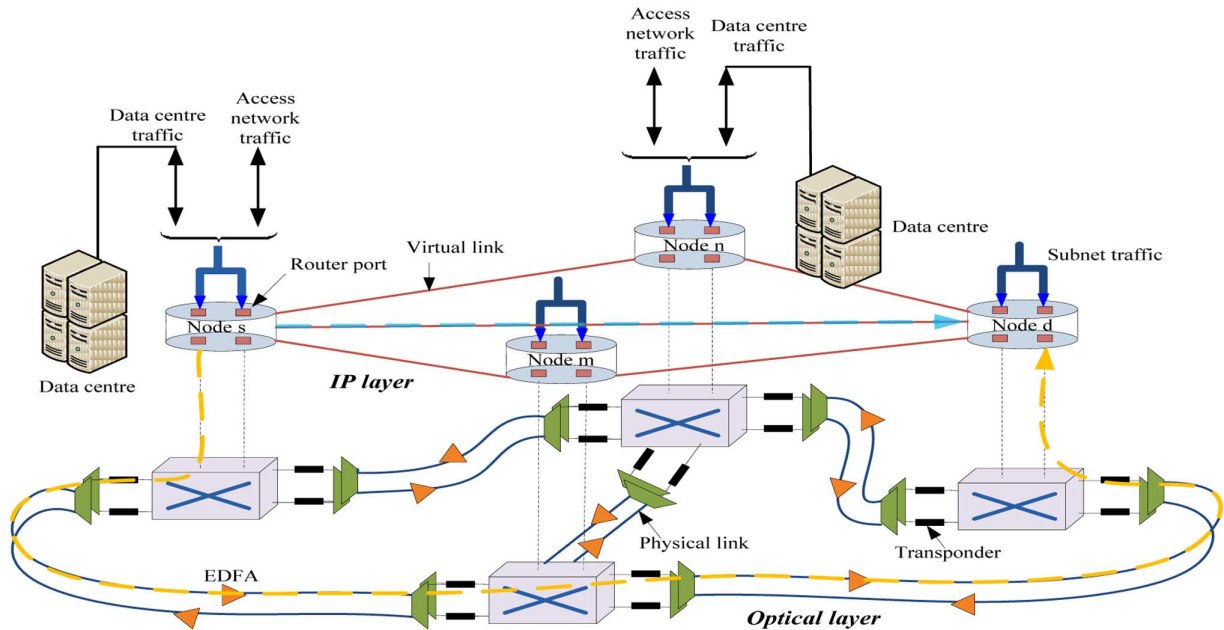 Access
network
traffic
Data centre
traffic
Data centre
traffic
Access
network
traffic
Node n
Data centre
Virtual link
Router port
Subnet traffic
Node s
Node d
Node m
Data centre
IP layer
Physical link
Transponder
EDFA
Optical layer